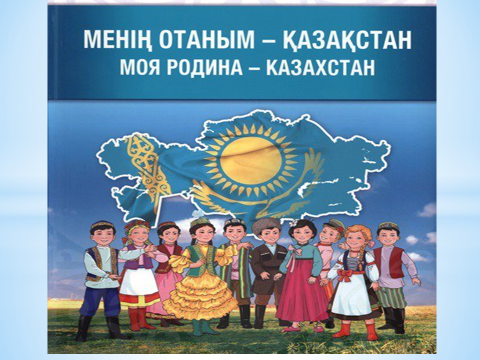 МЕНІҢ ОТАНЫМ – ҚАЗАҚСТАН
МОЯ РОДИНА – КАЗАХСТАН